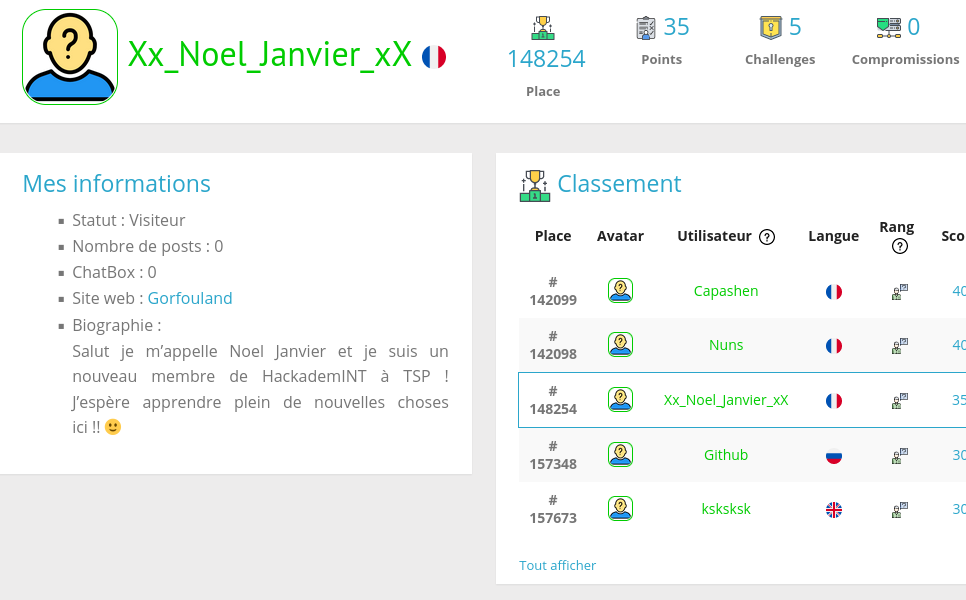 Xx_Noel_Janvier_xX
148254
Place
35
Points
5
Challenges
0
Compromissions
Mes informations
Statut : Visiteur
Nombre de posts : 0
ChatBox : 0
Site web : Gorfouland
Biographie :
Salut je m’appelle Noel Janvier et je suis un
nouveau membre de HackademINT à TSP !
J’espère apprendre plein de nouvelles choses
ici !! 🙂
Classement
Place Avatar Utilisateur ? Langue Rang ? Sco
# 142099 Capashen 40
# 142098 Nuns 40
# 148254 Xx_Noel_Janvier_xX 35
# 157348 Github 30
# 157673 ksksksk 30
Tout afficher